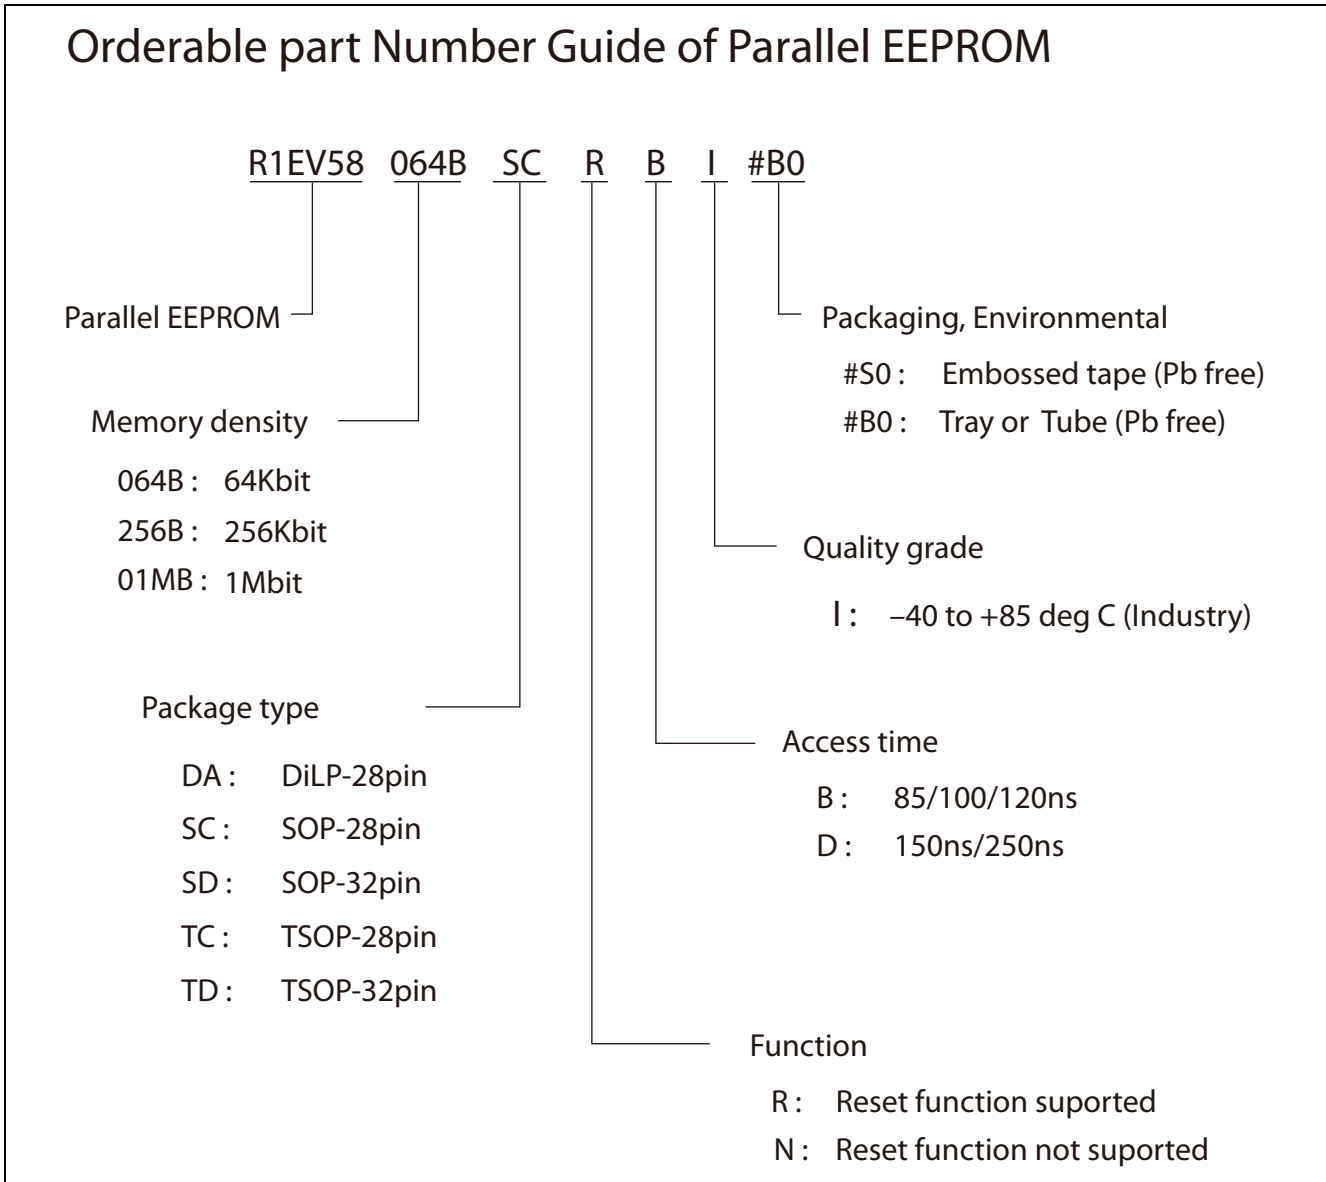 Orderable part Number Guide of Parallel EEPROM
R1EV58 064B SC R B I #B0
Parallel EEPROM
Memory density
064B : 64Kbit
256B : 256Kbit
01MB : 1Mbit
Package type
DA : DiLP-28pin
SC : SOP-28pin
SD : SOP-32pin
TC : TSOP-28pin
TD : TSOP-32pin
Packaging, Environmental
#S0 : Embossed tape (Pb free)
#B0 : Tray or Tube (Pb free)
Quality grade
I : –40 to +85 deg C (Industry)
Access time
B : 85/100/120ns
D : 150ns/250ns
Function
R : Reset function suported
N : Reset function not suported